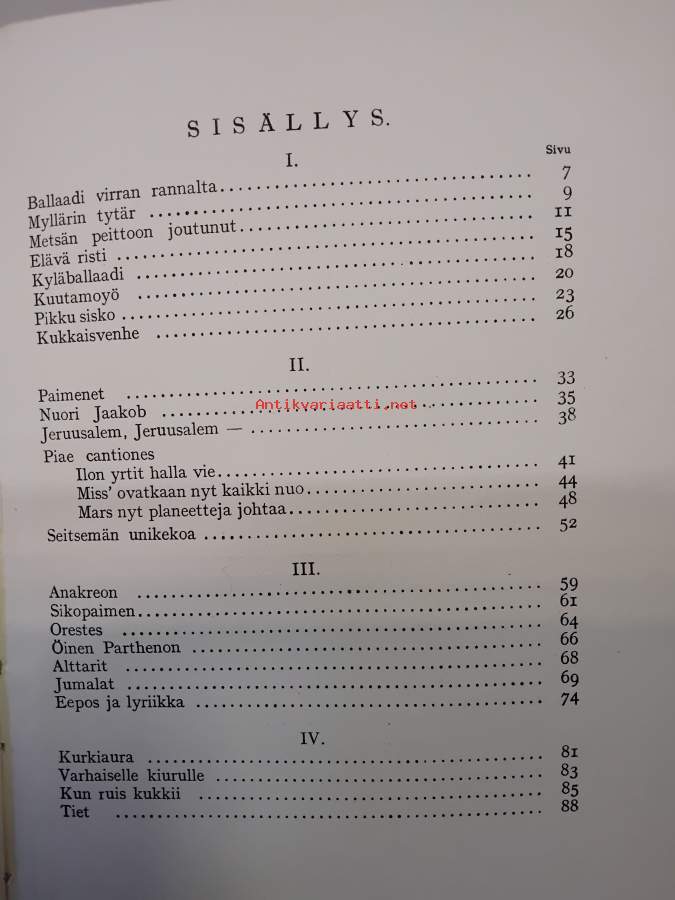 SISÄLLYS.
Sivu
I.
Ballaadi virran rannalta 7
Myllärin tytär 9
Metsän peittoon joutunut 11
Elävä risti 15
Kyläballaadi 18
Kuutamoyö 20
Pikku sisko 23
Kukkaisvenhe 26
II.
Paimenet 33
Nuori Jaakob 35
Antikvariaatti.net
Jeruusalem, Jeruusalem — 38
Piae cantiones
Ilon yrtit halla vie 41
Miss' ovatkaan nyt kaikki nuo 44
Mars nyt planeetteja johtaa 48
Seitsemän unikekoa 52
III.
Anakreon 59
Sikopaimen 61
Orestes 64
Öinen Parthenon 66
Alttarit 68
Jumalat 69
Eepos ja lyriikka 74
IV.
Kurkiaura 81
Varhaiselle kiurulle 83
Kun ruis kukkii 85
Tiet 88